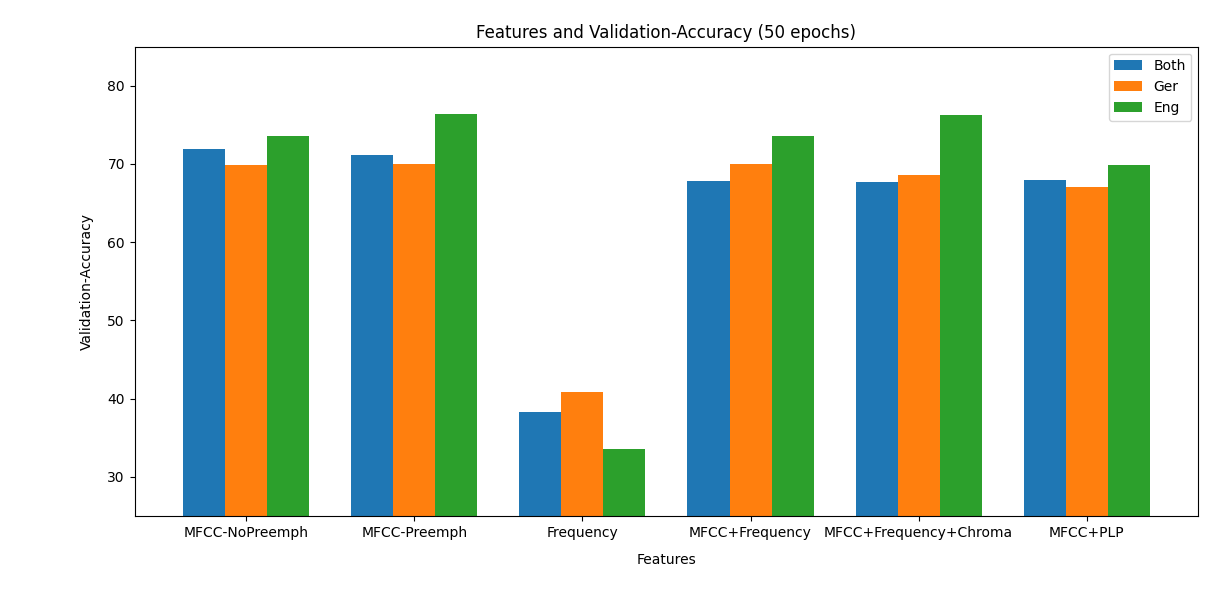 Features and Validation-Accuracy (50 epochs)
Both
Ger
Eng
80
70
60
50
40
30
Validation-Accuracy
MFCC-NoPreemph MFCC-Preemph Frequency MFCC+Frequency MFCC+Frequency+Chroma MFCC+PLP
Features